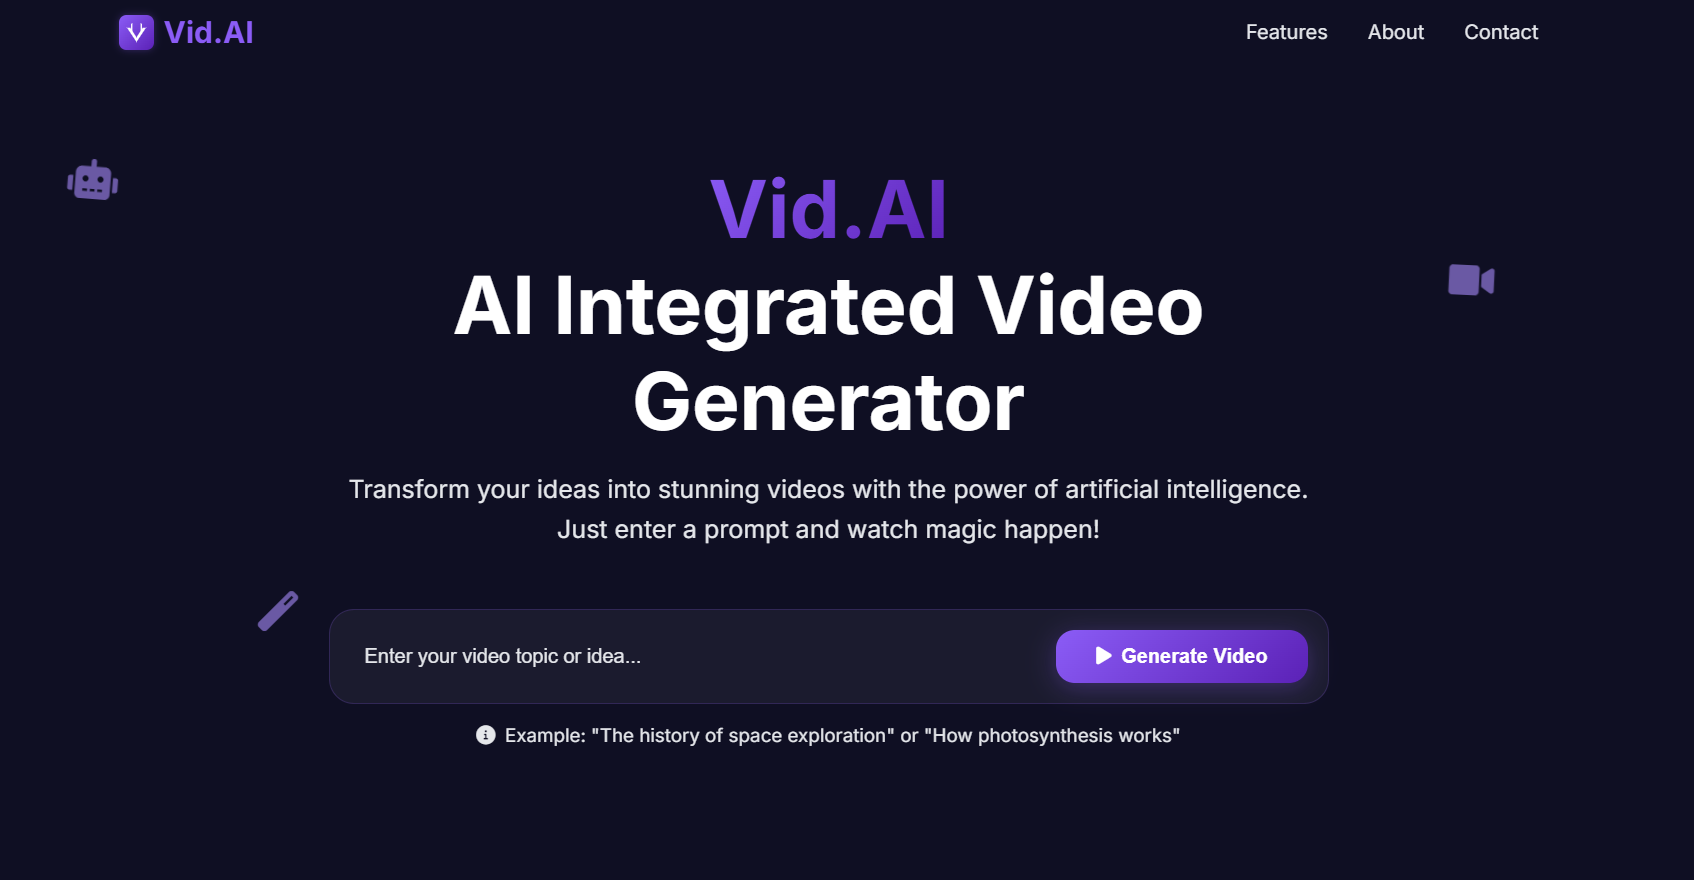 Vid.AI
Features
About
Contact
Vid.AI
AI Integrated Video
Generator
Transform your ideas into stunning videos with the power of artificial intelligence.
Just enter a prompt and watch magic happen!
Enter your video topic or idea...
Generate Video
Example: "The history of space exploration" or "How photosynthesis works"